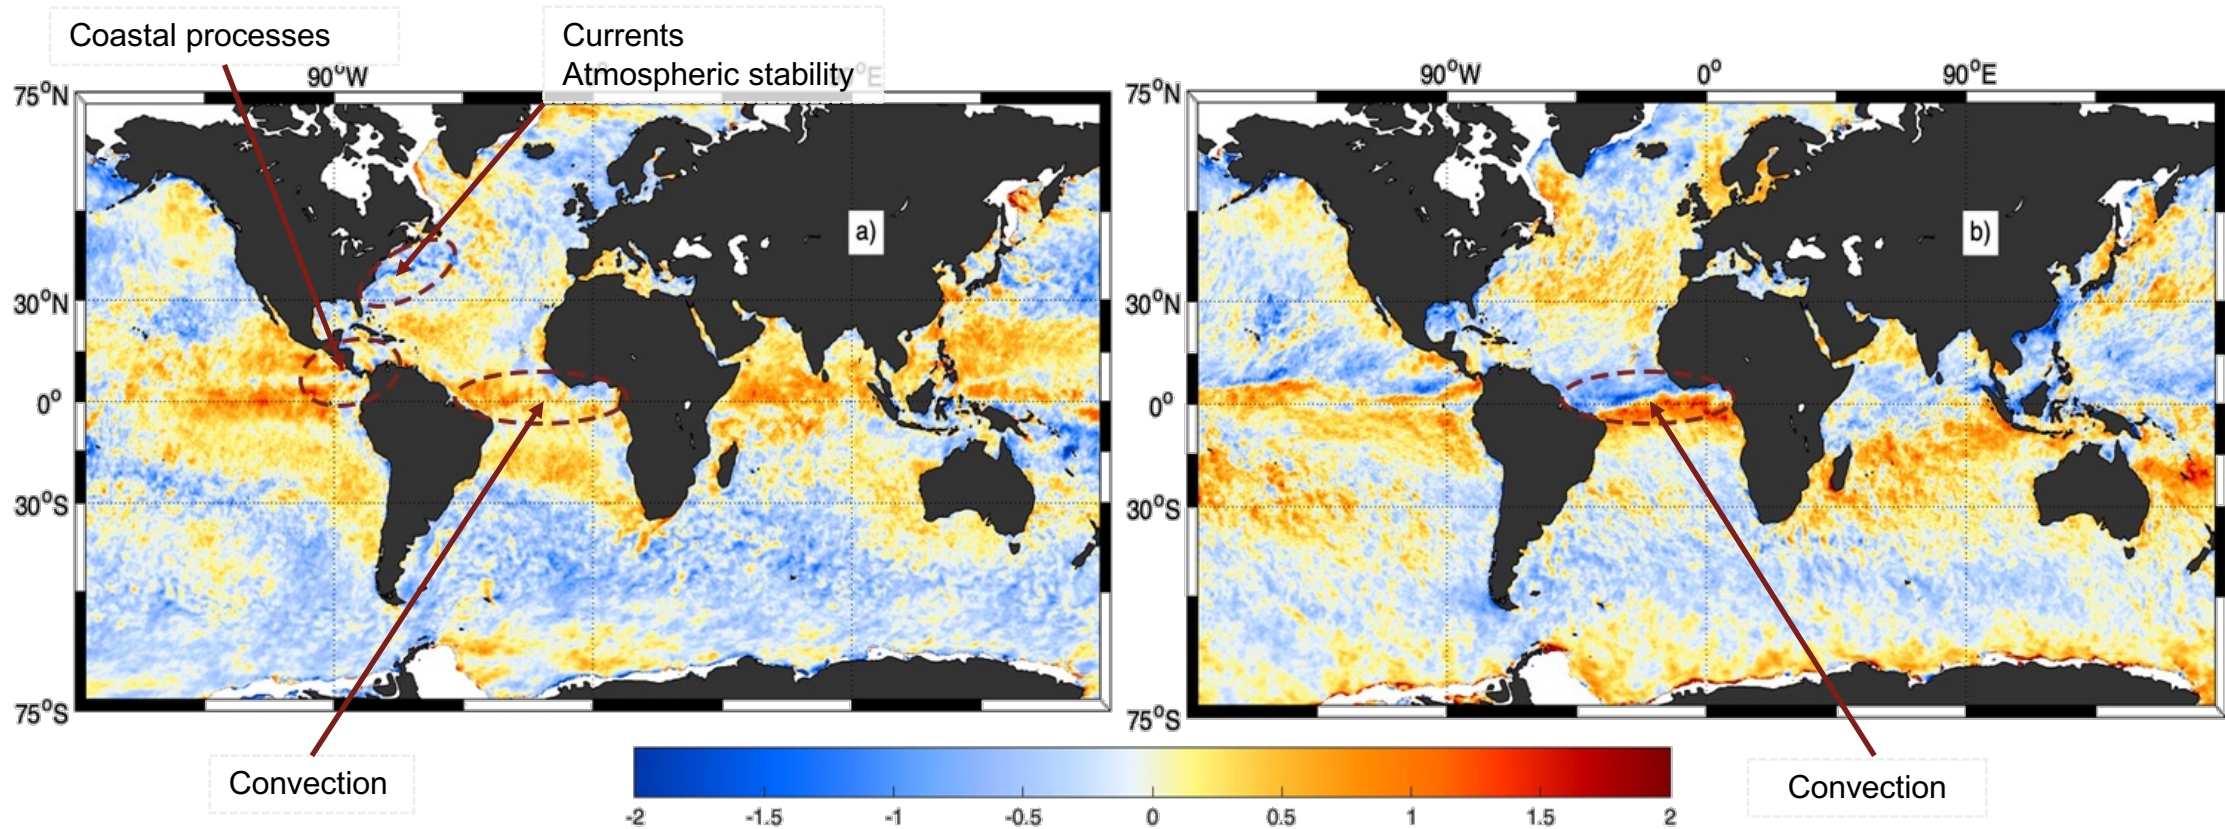 Coastal processes
Currents
Atmospheric stability
90°W
90°W
0°
90°E
75°N
75°N
a)
b)
30°N
30°N
0°
0°
30°S
30°S
75°S
75°S
Convection
Convection
-2
-1.5
-1
-0.5
0
0.5
1
1.5
2